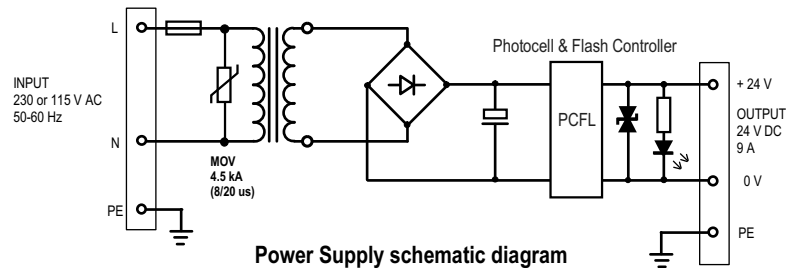 L
Photocell & Flash Controller
INPUT
230 or 115 V AC
50-60 Hz
+ 24 V
PCFL
OUTPUT
24 V DC
9 A
N
MOV
4.5 kA
(8/20 us)
0 V
PE
PE
Power Supply schematic diagram